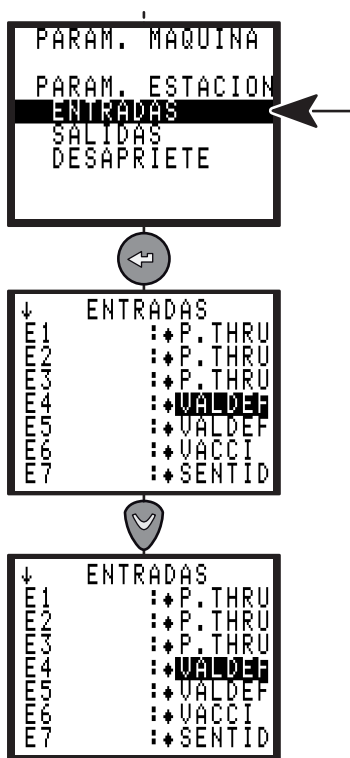 PARAM. MAQUINA
PARAM. ESTACION
ENTRADAS
SALIDAS
DESAPRIETE
↓ ENTRADAS
E1 :♦P.THRU
E2 :♦P.THRU
E3 :♦P.THRU
E4 :♦VALDEF
E5 :♦VALDEF
E6 :♦VACCI
E7 :♦SENTID
↓ ENTRADAS
E1 :♦P.THRU
E2 :♦P.THRU
E3 :♦P.THRU
E4 :♦VALDEF
E5 :♦VALDEF
E6 :♦VACCI
E7 :♦SENTID